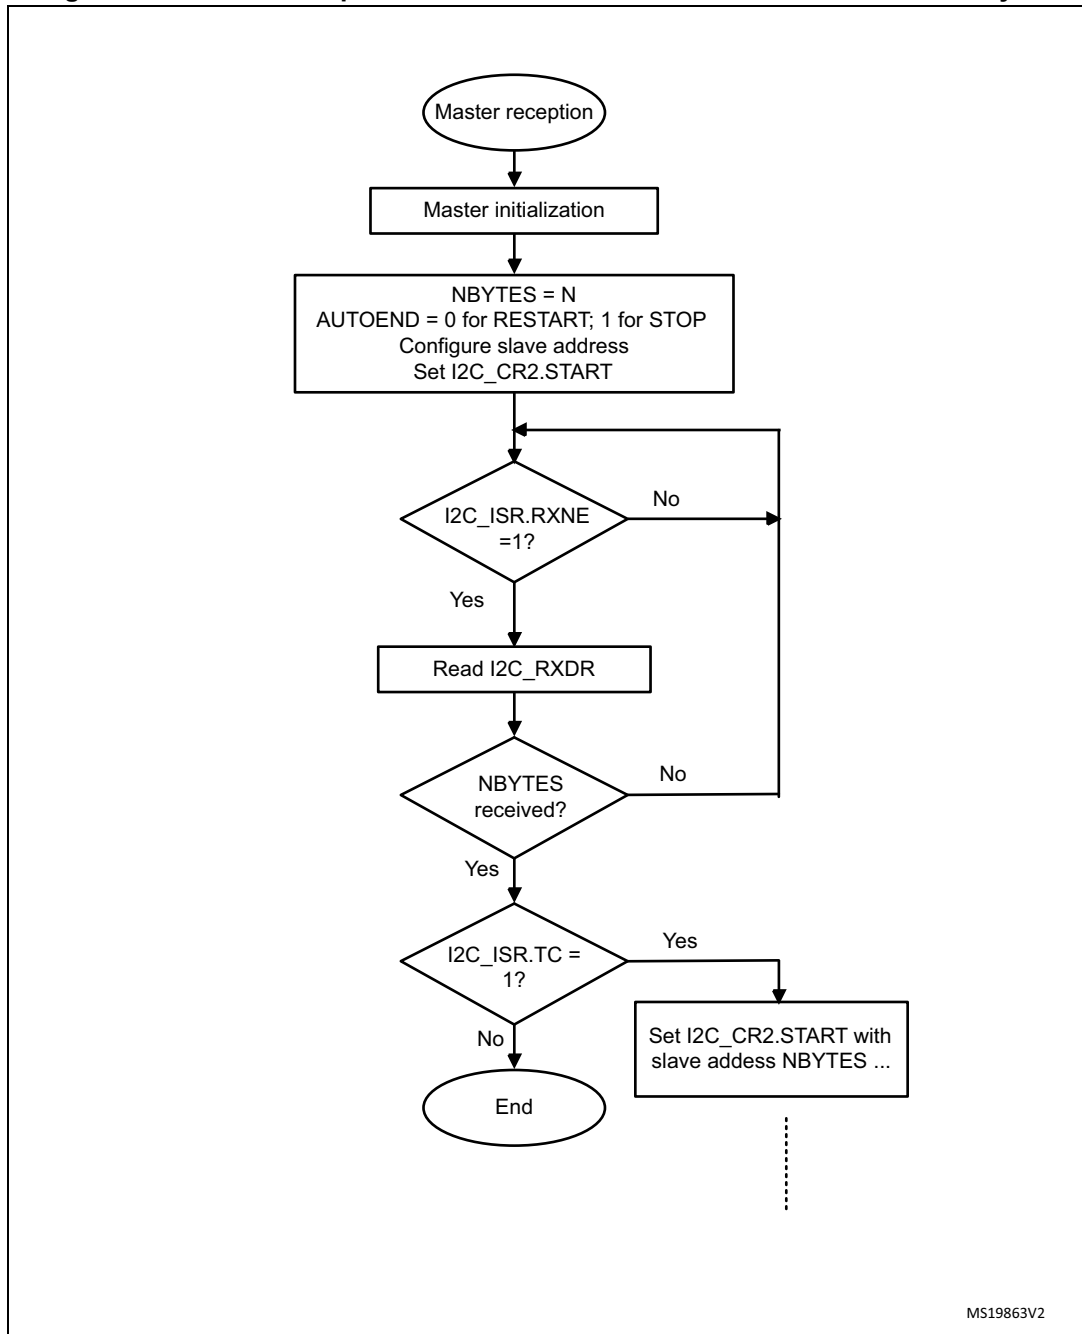 Master reception
Master initialization
NBYTES = N
AUTOEND = 0 for RESTART; 1 for STOP
Configure slave address
Set I2C_CR2.START
I2C_ISR.RXNE
=1?
No
Yes
Read I2C_RXDR
NBYTES
received?
No
Yes
I2C_ISR.TC =
1?
Yes
No
Set I2C_CR2.START with
slave addess NBYTES ...
End
MS19863V2